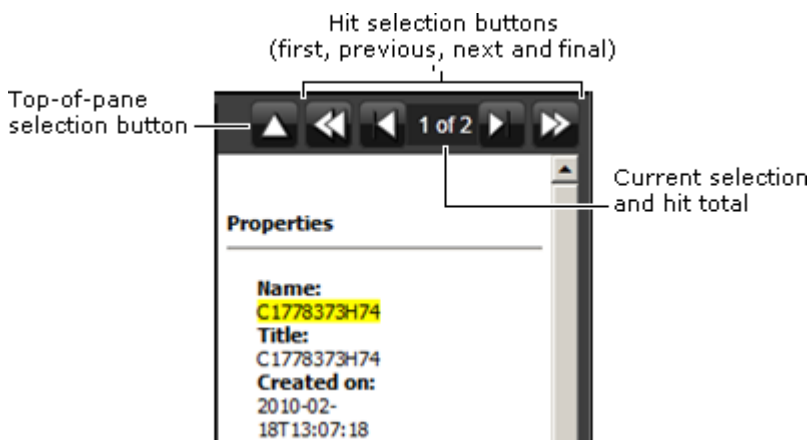 Hit selection buttons
(first, previous, next and final)
Top-of-pane
selection button
1 of 2
Current selection
and hit total
Properties
Name:
C1778373H74
Title:
C1778373H74
Created on:
2010-02-
18T13:07:18